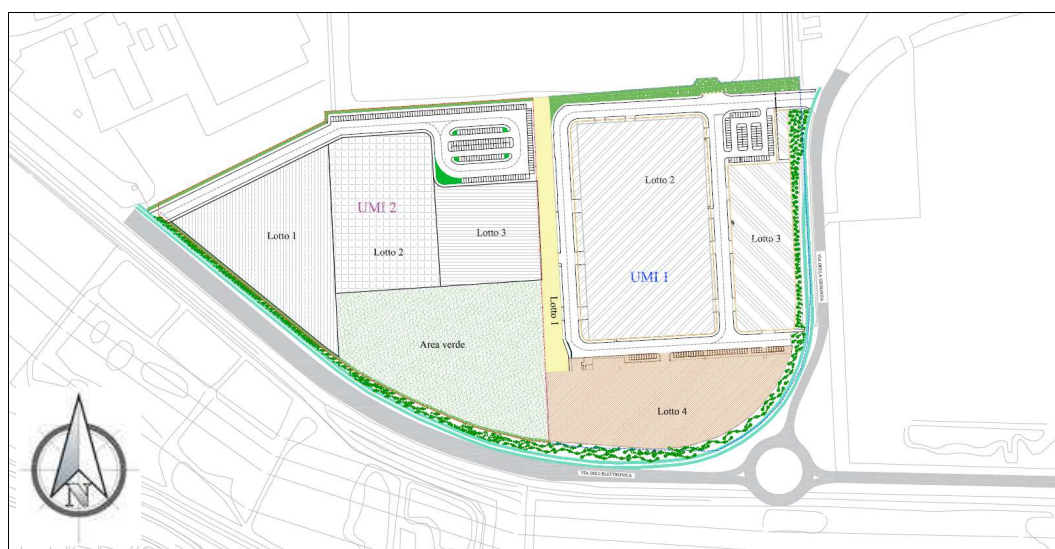 Lotto 1
UMI 2
Lotto 2
Lotto 3
Area verde
Lotto 1
Lotto 2
UMI 1
Lotto 3
Lotto 4
VIA DELL'ELETTRONICA
N